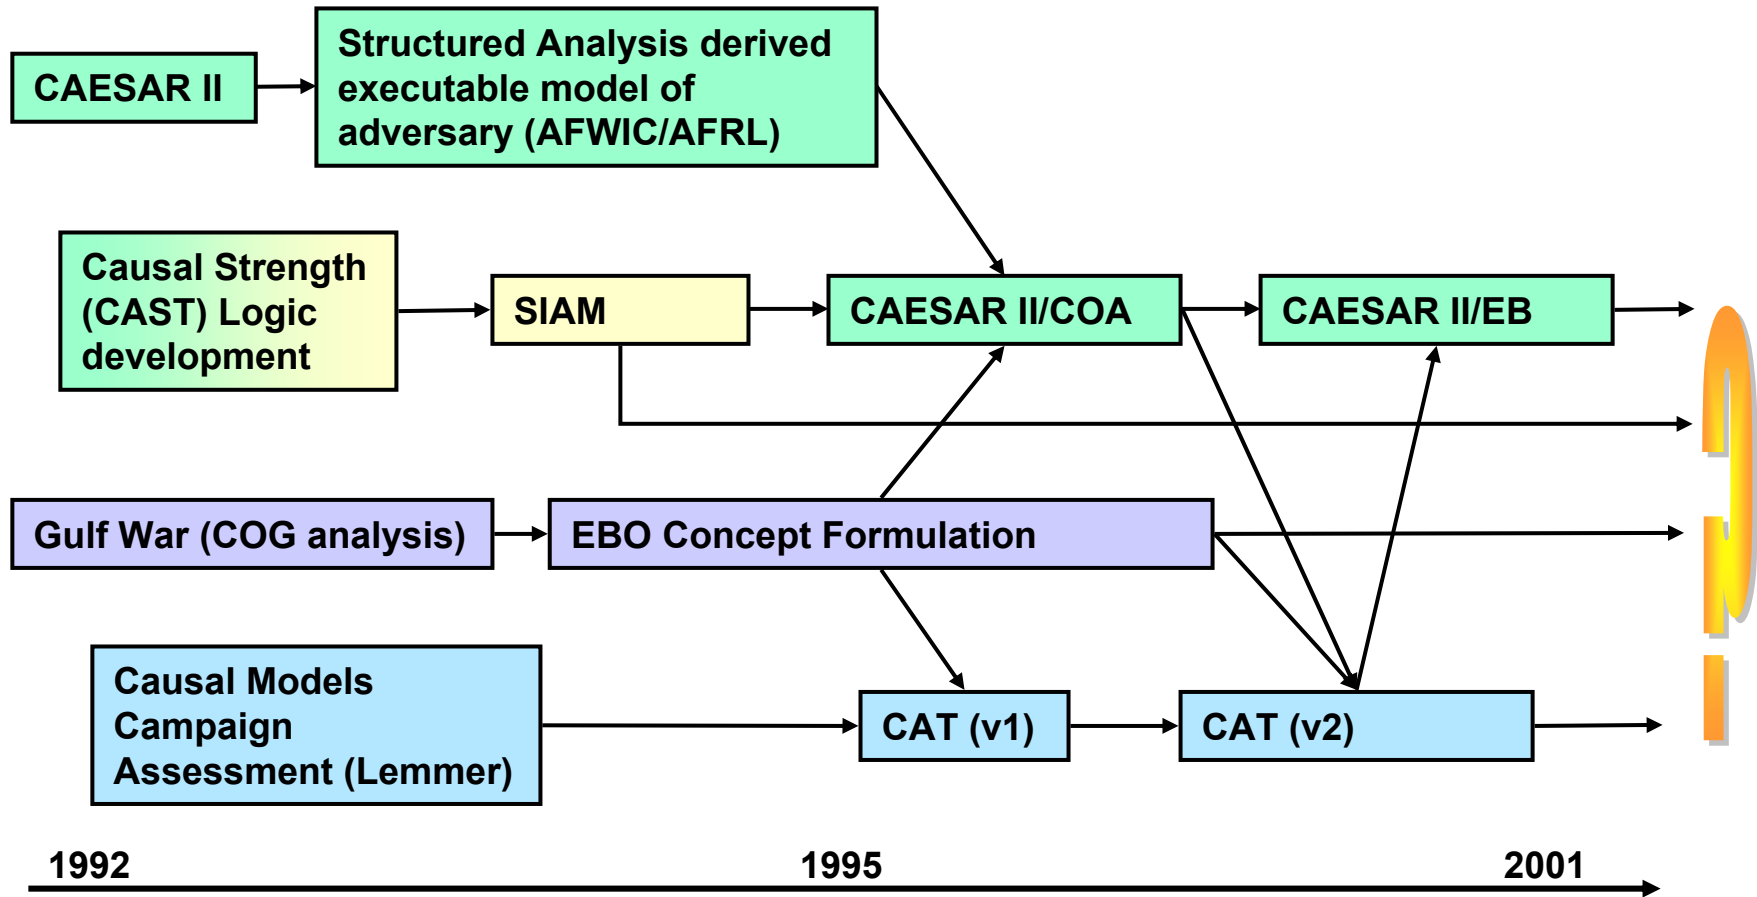 CAESAR II
Structured Analysis derived
executable model of
adversary (AFWIC/AFRL)
Causal Strength
(CAST) Logic
development
SIAM
CAESAR II/COA
CAESAR II/EB
?
Gulf War (COG analysis)
EBO Concept Formulation
Causal Models
Campaign
Assessment (Lemmer)
CAT (v1)
CAT (v2)
1992
1995
2001